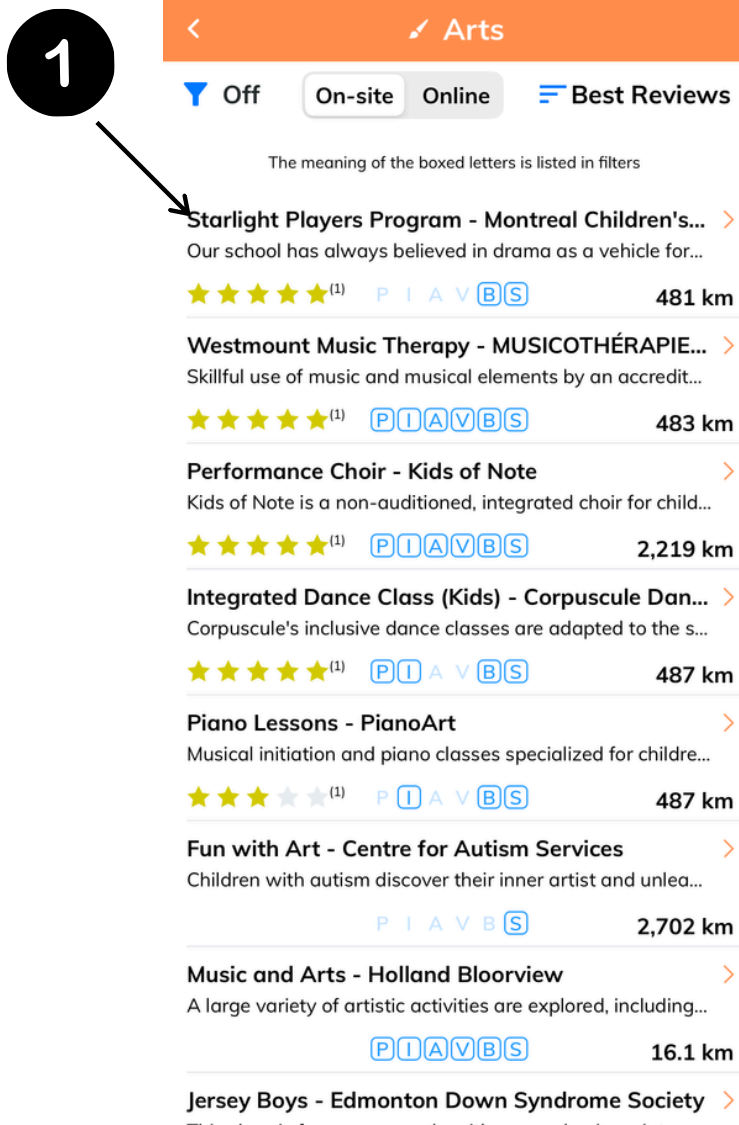 1
Arts
Off On-site Online Best Reviews
The meaning of the boxed letters is listed in filters
Starlight Players Program - Montreal Children's...
Our school has always believed in drama as a vehicle for...
(1) P I A V B S 481 km
Westmount Music Therapy - MUSICOTHÉRAPIE...
Skillful use of music and musical elements by an accredit...
(1) P I A V B S 483 km
Performance Choir - Kids of Note
Kids of Note is a non-auditioned, integrated choir for child...
(1) P I A V B S 2,219 km
Integrated Dance Class (Kids) - Corpuscule Dan...
Corpuscule's inclusive dance classes are adapted to the s...
(1) P I A V B S 487 km
Piano Lessons - PianoArt
Musical initiation and piano classes specialized for childre...
(1) P I A V B S 487 km
Fun with Art - Centre for Autism Services
Children with autism discover their inner artist and unlea...
P I A V B S 2,702 km
Music and Arts - Holland Bloorview
A large variety of artistic activities are explored, including...
P I A V B S 16.1 km
Jersey Boys - Edmonton Down Syndrome Society